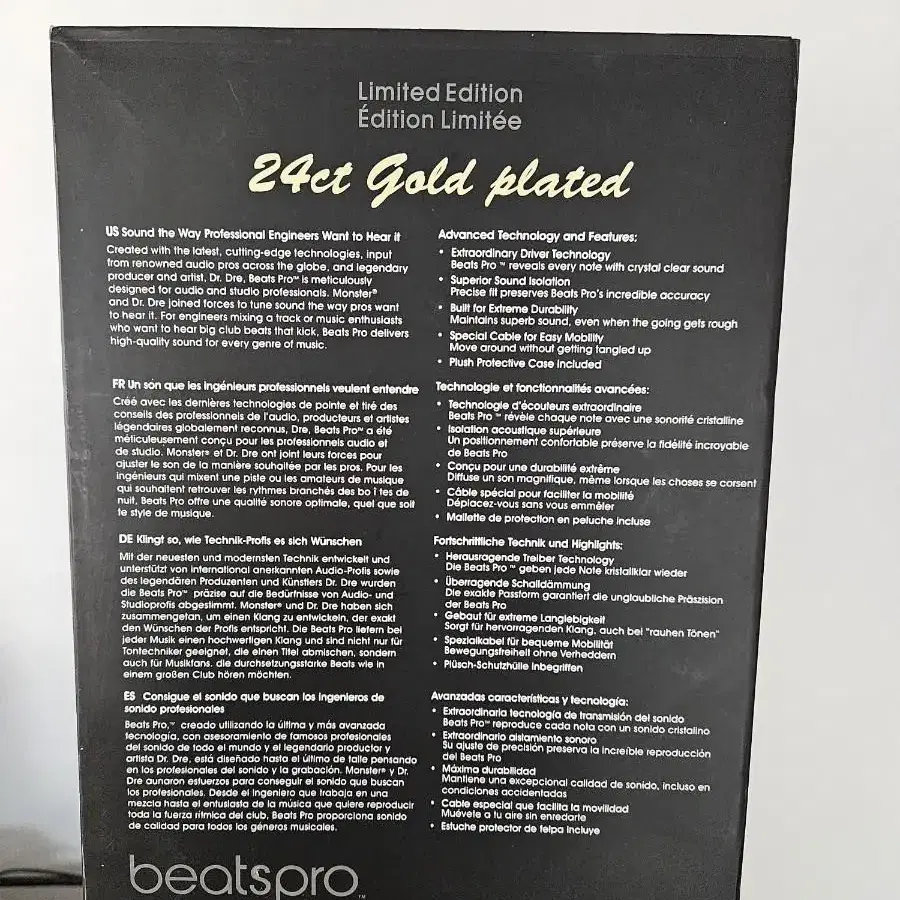 Limited Edition
Édition Limitée
24ct Gold plated
US Sound the Way Professional Engineers Want to Hear it
Created with the latest, cutting-edge technologies, input
from renowned audio pros across the globe, and legendary
producer and artist, Dr. Dre, Beats Pro™ is meticulously
designed for audio and studio professionals. Monster®
and Dr. Dre joined forces to tune sound the way pros want
to hear it. For engineers mixing a track or music enthusiasts
who want to hear big club beats that kick, Beats Pro delivers
high-quality sound for every genre of music.
Advanced Technology and Features:
• Extraordinary Driver Technology
Beats Pro ™ reveals every note with crystal clear sound
• Superior Sound Isolation
Precise fit preserves Beats Pro's incredible accuracy
• Built for Extreme Durability
Maintains superb sound, even when the going gets rough
• Special Cable for Easy Mobility
Move around without getting tangled up
• Plush Protective Case Included
FR Un son que les ingénieurs professionnels veulent entendre
Créé avec les dernières technologies de pointe et tiré des
conseils des professionnels de l'audio, producteurs et artistes
légendaires globalement reconnus, Dre, Beats Pro™ a été
méticuleusement conçu pour les professionnels audio et
de studio. Monster® et Dr. Dre ont joint leurs forces pour
ajuster le son de la manière souhaitée par les pros. Pour les
ingénieurs qui mixent une piste ou les amateurs de musique
qui souhaitent retrouver les rythmes branchés des bo î tes de
nuit, Beats Pro offre une qualité sonore optimale, quel que soit
te style de musique.
Technologie et fonctionnalités avancées:
• Technologie d'écouteurs extraordinaire
Beats Pro ™ révèle chaque note avec une sonorité cristalline
• Isolation acoustique supérieure
Un positionnement confortable préserve la fidélité incroyable
de Beats Pro
• Conçu pour une durabilité extrême
Diffuse un son magnifique, même lorsque les choses se corsent
• Câble spécial pour faciliter la mobilité
Déplacez-vous sans vous emmêler
• Mallette de protection en peluche incluse
DE Klingt so, wie Technik-Profis es sich Wünschen
Mit der neuesten und modernsten Technik entwickelt und
unterstützt von international anerkannten Audio-Profis sowie
des legendären Produzenten und Künstlers Dr. Dre wurden
die Beats Pro™ präzise auf die Bedürfnisse von Audio- und
Studioprofis abgestimmt. Monster® und Dr. Dre haben sich
zusammengetan, um einen Klang zu entwickeln, der exakt
den Wünschen der Profis entspricht. Die Beats Pro liefern bei
jeder Musik einen hochwertigen Klang und sind nicht nur für
Tontechniker geeignet, die einen Titel abmischen, sondern
auch für Musikfans. die durchsetzungsstarke Beats wie in
einem großen Club hören möchten.
Fortschrittliche Technik und Highlights:
• Herausragende Treiber Technology
Die Beats Pro ™ geben jede Note kristallklar wieder
• Überragende Schalldämmung
Die exakte Passform garantiert die unglaubliche Präszision
der Beats Pro
• Gebaut für extreme Langlebigkeit
Sorgt für hervorragenden Klang, auch bei "rauhen Tönen"
• Spezialkabel für bequeme Mobilität
Bewegungsfreiheit ohne Verheddern
• Plüsch-Schutzhülle Inbegriffen
ES Consigue el sonido que buscan los ingenieros de
sonido profesionales
Beats Pro,™ creado utilizando la última y más avanzada
tecnología, con asesoramiento de famosos profesionales
del sonido de todo el mundo y el legendario productor y
artista Dr. Dre, está diseñado hasta el último de talle pensando
en los profesionales del sonido y la grabación. Monster® y Dr.
Dre aunaron esfuerzas para conseguir el sonido que buscan
los profesionales. Desde el ingeniero que trabaja en una
mezcla hasta el entusiasta de la música que quiere reproducir
toda la fuerza rítmica del club, Beats Pro proporciona sonido
de calidad para todos los géneros musicales.
Avanzadas características y tecnología:
• Extraordinaria tecnología de transmisión del sonido
Beats Pro™ reproduce cada nota con un sonido cristalino
• Extraordinario aislamiento sonoro
Su ajuste de precisión preserva la increíble reproducción
del Beats Pro
• Máxima durabilidad
Mantiene una excepcional calidad de sonido, incluso en
condiciones accidentadas
• Cable especial que facilita la movilidad
Muévete a tu aire sin enredarte
• Estuche protector de felpa incluye
beatspro™